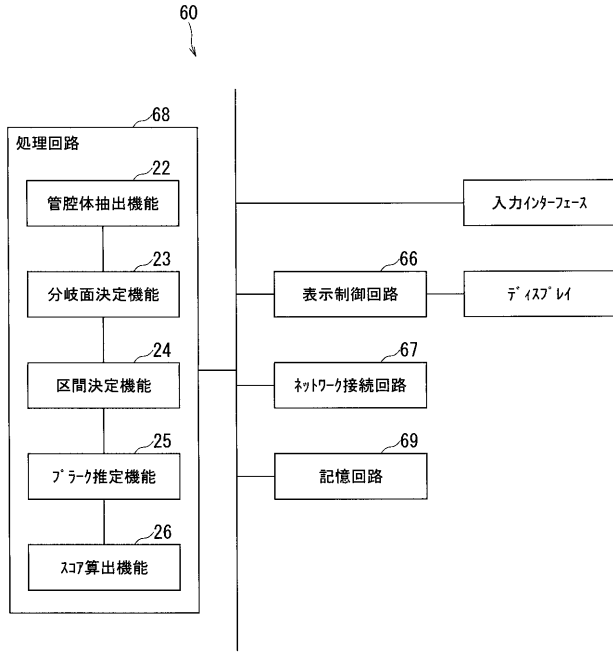 60
68
処理回路
22
管腔体抽出機能
23
分岐面決定機能
24
区間決定機能
25
プラーク推定機能
26
スコア算出機能
入力インターフェース
66
表示制御回路
ディスプレイ
67
ネットワーク接続回路
69
記憶回路